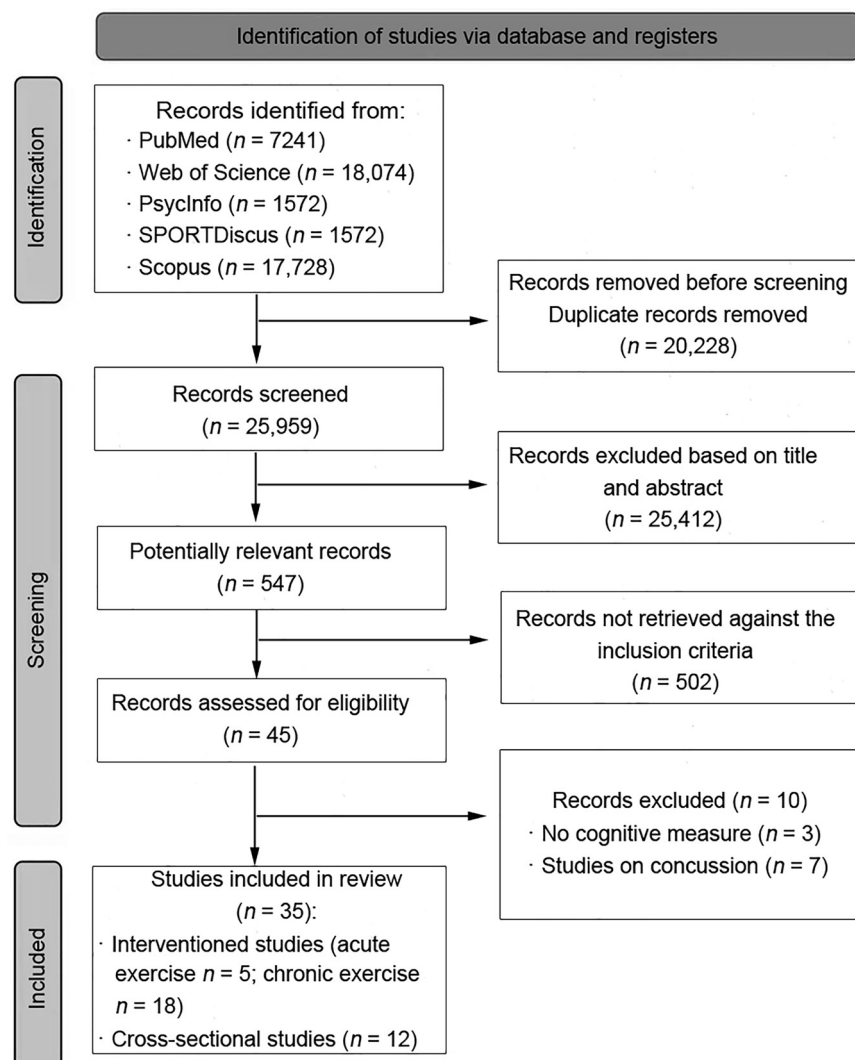 Identification of studies via database and registers
Identification
Records identified from:
· PubMed (n = 7241)
· Web of Science (n = 18,074)
· PsycInfo (n = 1572)
· SPORTDiscus (n = 1572)
· Scopus (n = 17,728)
Records removed before screening
Duplicate records removed
(n = 20,228)
Screening
Records screened
(n = 25,959)
Records excluded based on title
and abstract
(n = 25,412)
Potentially relevant records
(n = 547)
Records not retrieved against the
inclusion criteria
(n = 502)
Records assessed for eligibility
(n = 45)
Records excluded (n = 10)
· No cognitive measure (n = 3)
· Studies on concussion (n = 7)
Included
Studies included in review
(n = 35):
· Interventioned studies (acute
exercise n = 5; chronic exercise
n = 18)
· Cross-sectional studies (n = 12)